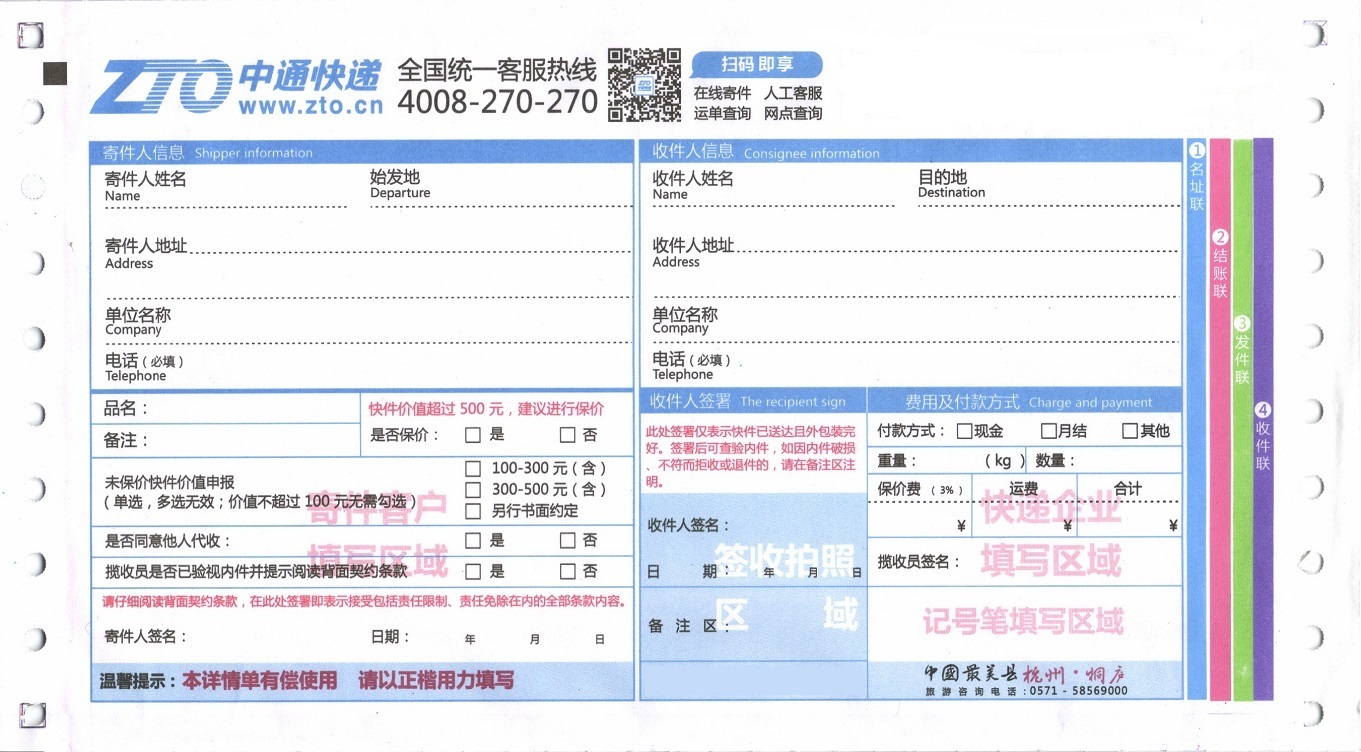 ZTO 中通快递 www.zto.cn
全国统一客服热线
4008-270-270
扫码即享
在线寄件 人工客服
运单查询 网点查询
寄件人信息 Shipper information
寄件人姓名 始发地
Name Departure
寄件人地址
Address
单位名称
Company
电话（必填）
Telephone
收件人信息 Consignee information
收件人姓名 目的地
Name Destination
收件人地址
Address
单位名称
Company
电话（必填）
Telephone
品名：
备注：
快件价值超过 500 元，建议进行保价
是否保价： 是 否
未保价快件价值申报
（单选，多选无效；价值不超过 100 元无需勾选）
100-300 元（含）
300-500 元（含）
另行书面约定
寄件客户
填写区域
是否同意他人代收： 是 否
揽收员是否已验视内件并提示阅读背面契约条款 是 否
请仔细阅读背面契约条款，在此处签署即表示接受包括责任限制、责任免除在内的全部条款内容。
寄件人签名： 日期： 年 月 日
温馨提示：本详情单有偿使用 请以正楷用力填写
收件人签署 The recipient sign
此处签署仅表示快件已送达且外包装完
好。签署后可查验内件，如因内件破损
、不符而拒收或退件的，请在备注区注
明。
收件人签名：
签收拍照
日 期： 年 月 日
区 域
备 注 区：
费用及付款方式 Charge and payment
付款方式： 现金 月结 其他
重量： （kg ） 数量：
保价费（3%） 运费 合计
¥ ¥ ¥
快递企业
填写区域
揽收员签名：
记号笔填写区域
中國最美县 杭州·桐庐
旅游咨询电话：0571 - 58569000
1 名址联
2 结账联
3 发件联
4 收件联